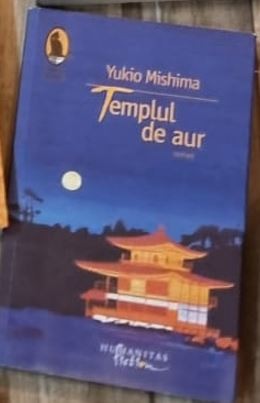 Yukio Mishima
Templul
de aur
roman
HUMANITAS
fiction